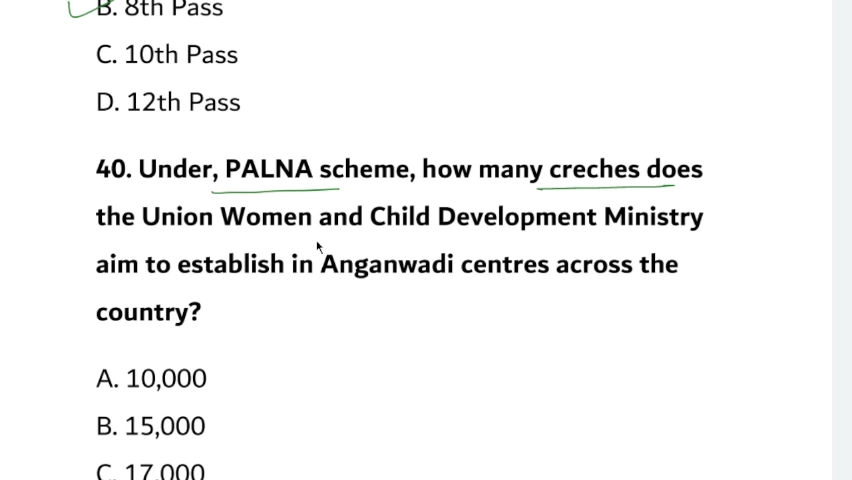 B. 8th Pass
C. 10th Pass
D. 12th Pass
40. Under, PALNA scheme, how many creches does
the Union Women and Child Development Ministry
aim to establish in Anganwadi centres across the
country?
A. 10,000
B. 15,000
C. 17,000